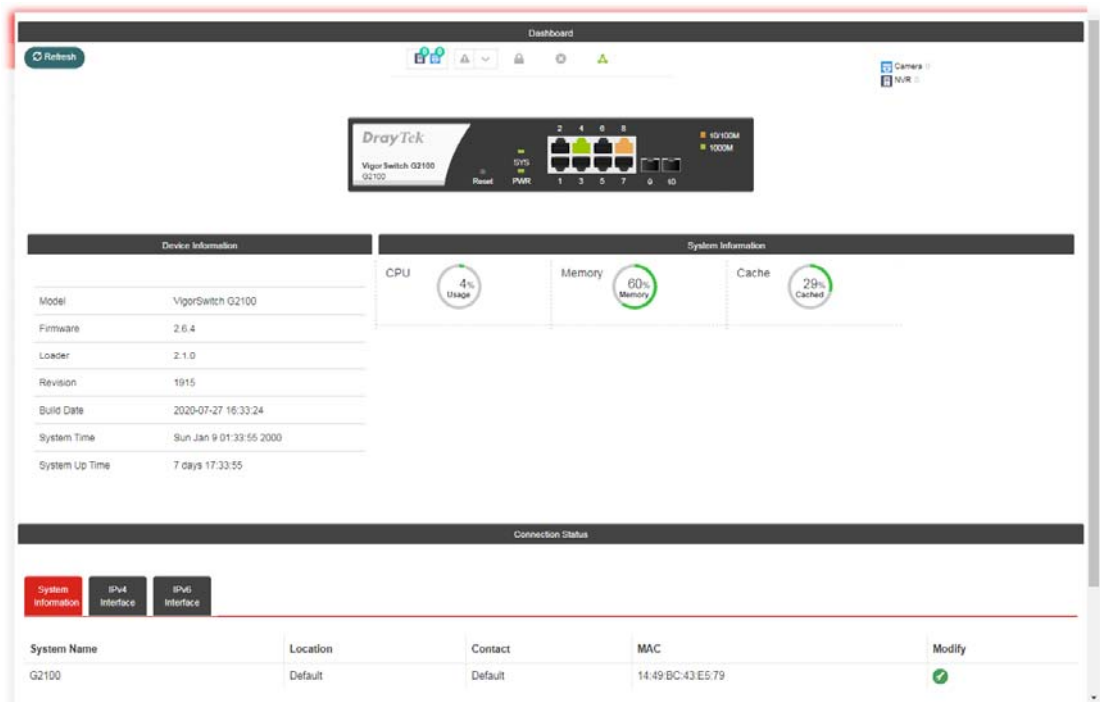 Dashboard
Refresh
0 0
Camera 0
NVR 0
DrayTek
VigorSwitch G2100
G2100
Reset
SYS
PWR
2 4 6 8
1 3 5 7 9 10
10/100M
1000M
Device Information
Model VigorSwitch G2100
Firmware 2.6.4
Loader 2.1.0
Revision 1915
Build Date 2020-07-27 16:33:24
System Time Sun Jan 9 01:33:55 2000
System Up Time 7 days 17:33:55
System Information
CPU 4% Usage
Memory 60% Memory
Cache 29% Cached
Connection Status
System Information
IPv4 Interface
IPv6 Interface
System Name Location Contact MAC Modify
G2100 Default Default 14:49:BC:43:E5:79